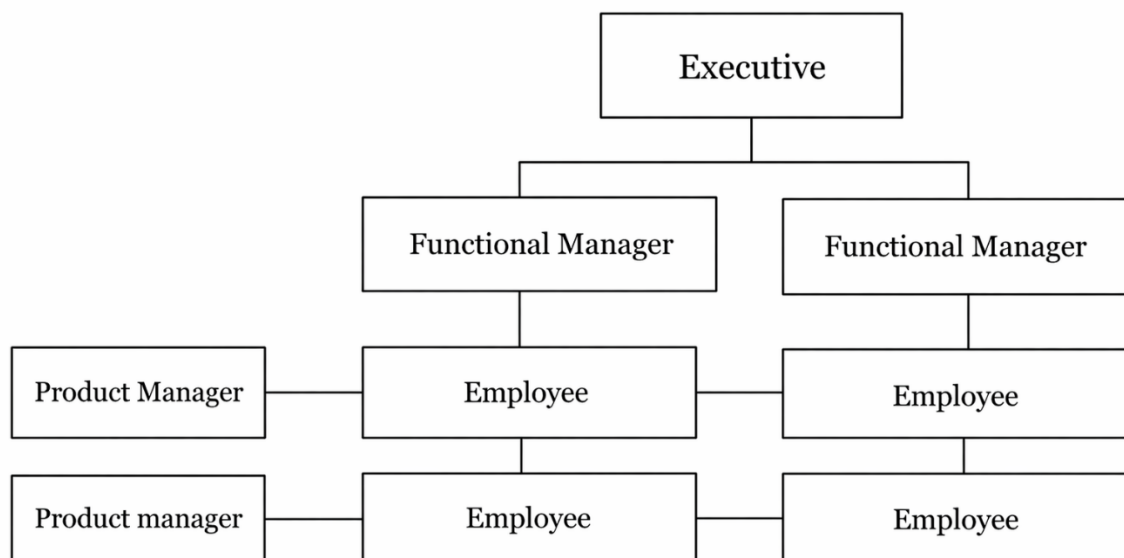 Executive
Functional Manager
Functional Manager
Product Manager
Employee
Employee
Product manager
Employee
Employee